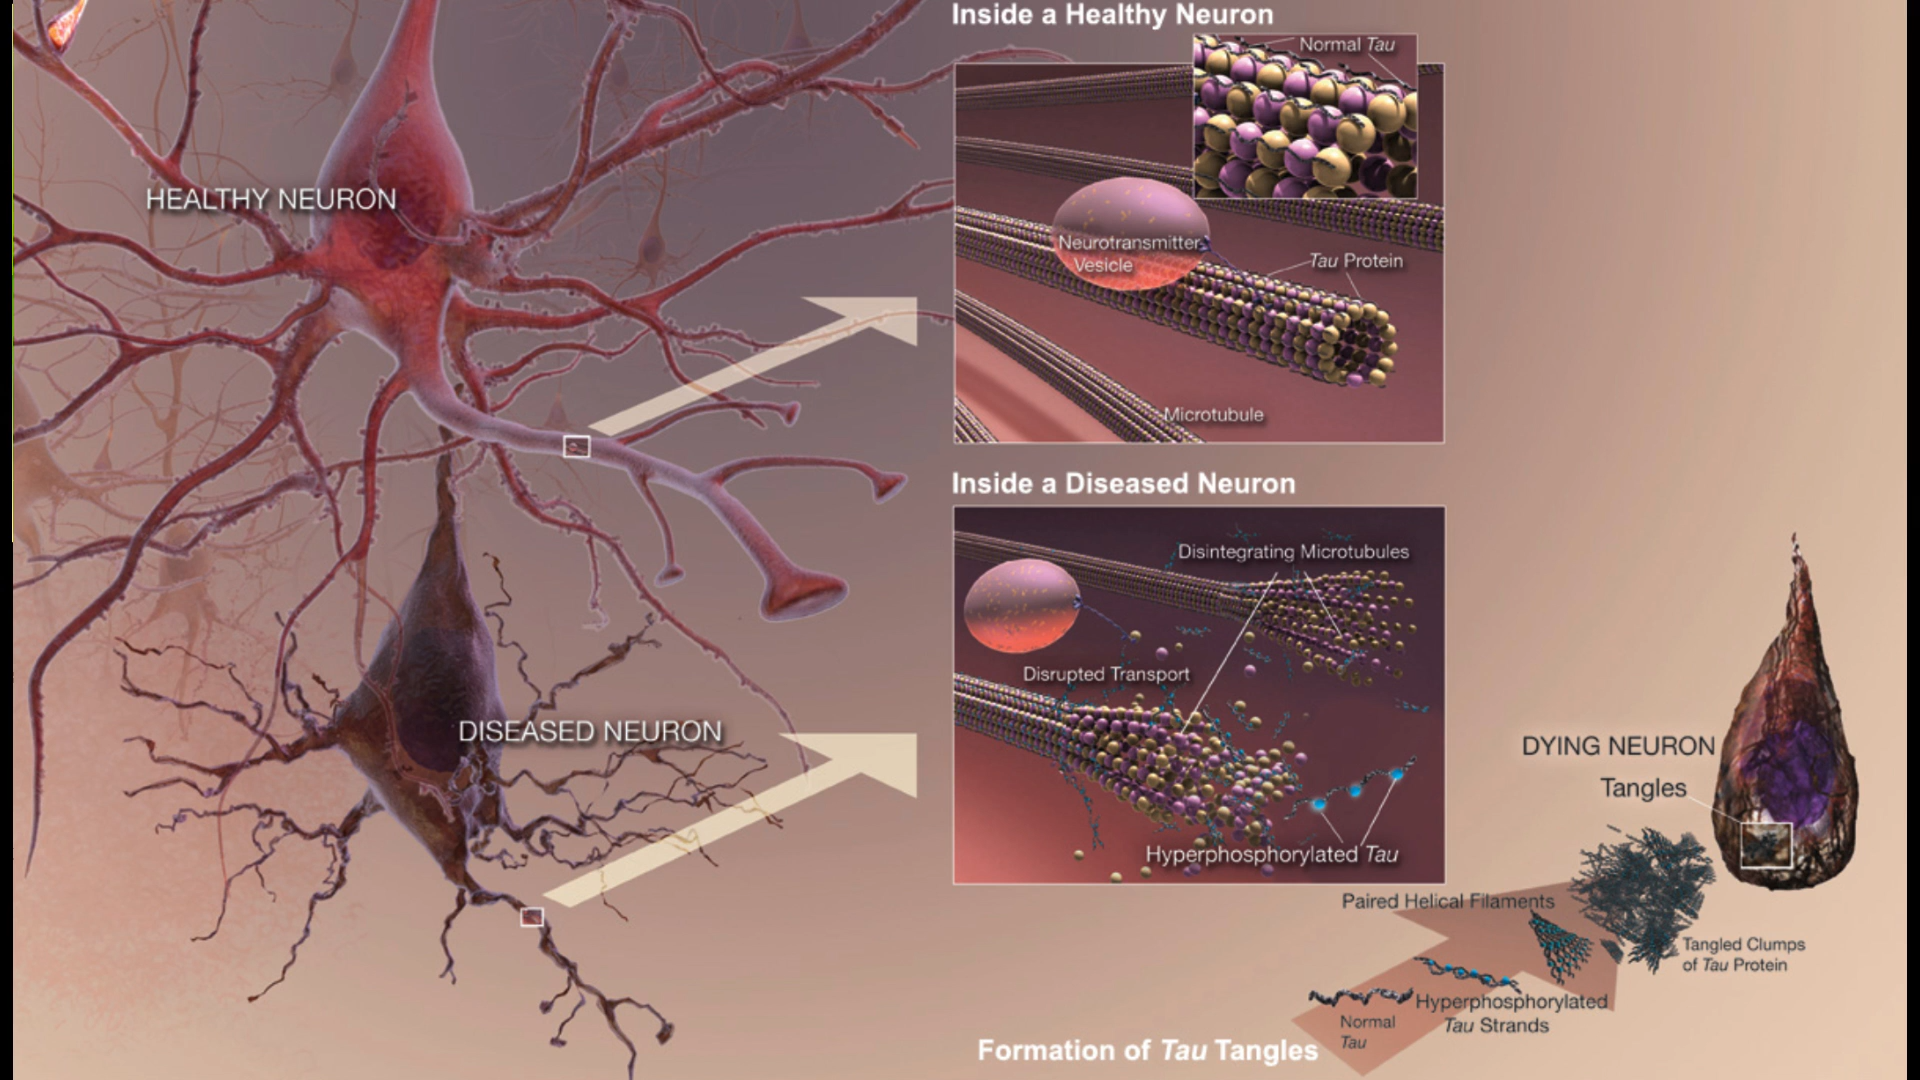 Inside a Healthy Neuron
Normal Tau
HEALTHY NEURON
Neurotransmitter
Vesicle
Tau Protein
Microtubule
Inside a Diseased Neuron
Disintegrating Microtubules
Disrupted Transport
DISEASED NEURON
Hyperphosphorylated Tau
DYING NEURON
Tangles
Paired Helical Filaments
Tangled Clumps
of Tau Protein
Hyperphosphorylated
Tau Strands
Normal
Tau
Formation of Tau Tangles